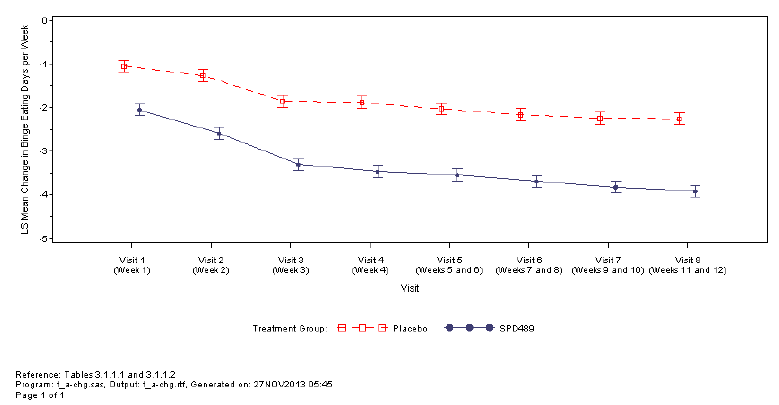 LS Mean Change in Binge Eating Days per Week
0
-1
-2
-3
-4
-5
Visit 1 Visit 2 Visit 3 Visit 4 Visit 5 Visit 6 Visit 7 Visit 8
(Week 1) (Week 2) (Week 3) (Week 4) (Weeks 5 and 6) (Weeks 7 and 8) (Weeks 9 and 10) (Weeks 11 and 12)
Visit
Treatment Group: Placebo SPD489
Reference: Tables 3.1.1.1 and 3.1.1.2
Program: f_a-chg.sas, Output: f_a-chg.rtf, Generated on: 27NOV2013 05:45
Page 1 of 1